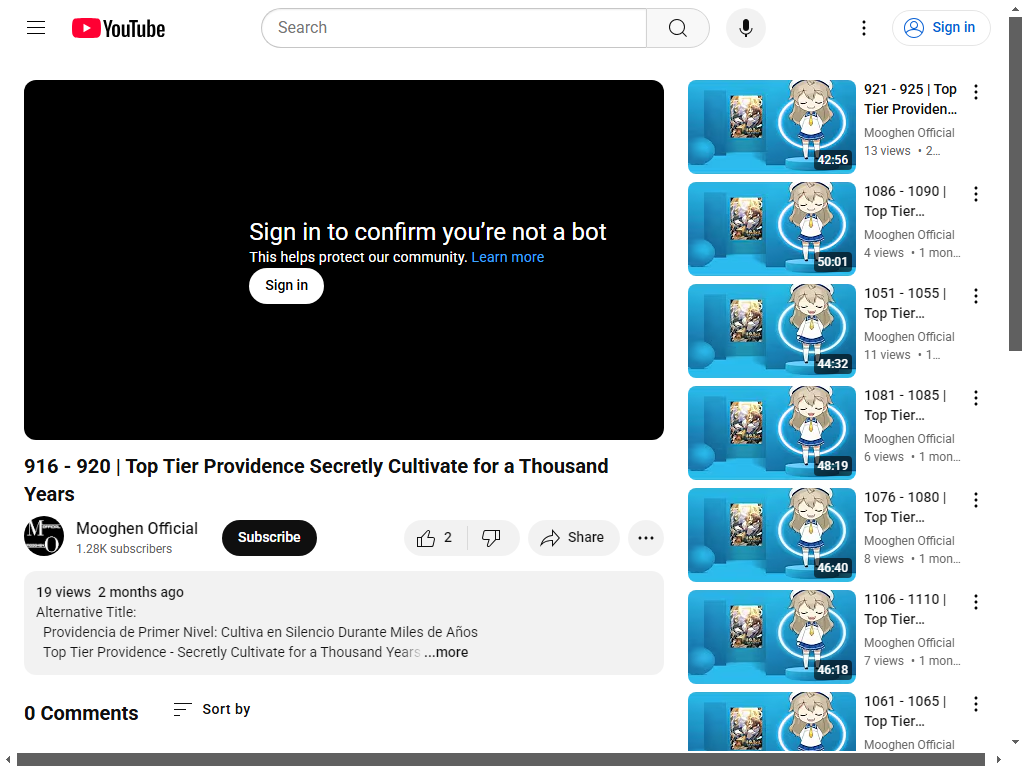 YouTube
Search
Sign in
Sign in to confirm you’re not a bot
This helps protect our community. Learn more
Sign in
916 - 920 | Top Tier Providence Secretly Cultivate for a Thousand
Years
Mooghen Official
1.28K subscribers
Subscribe
2
Share
19 views 2 months ago
Alternative Title:
Providencia de Primer Nivel: Cultiva en Silencio Durante Miles de Años
Top Tier Providence - Secretly Cultivate for a Thousand Years ...more
0 Comments
Sort by
42:56
921 - 925 | Top
Tier Providen...
Mooghen Official
13 views • 2...
50:01
1086 - 1090 |
Top Tier...
Mooghen Official
4 views • 1 mon...
44:32
1051 - 1055 |
Top Tier...
Mooghen Official
11 views • 1...
48:19
1081 - 1085 |
Top Tier...
Mooghen Official
6 views • 1 mon...
46:40
1076 - 1080 |
Top Tier...
Mooghen Official
8 views • 1 mon...
46:18
1106 - 1110 |
Top Tier...
Mooghen Official
7 views • 1 mon...
1061 - 1065 |
Top Tier...
Mooghen Official